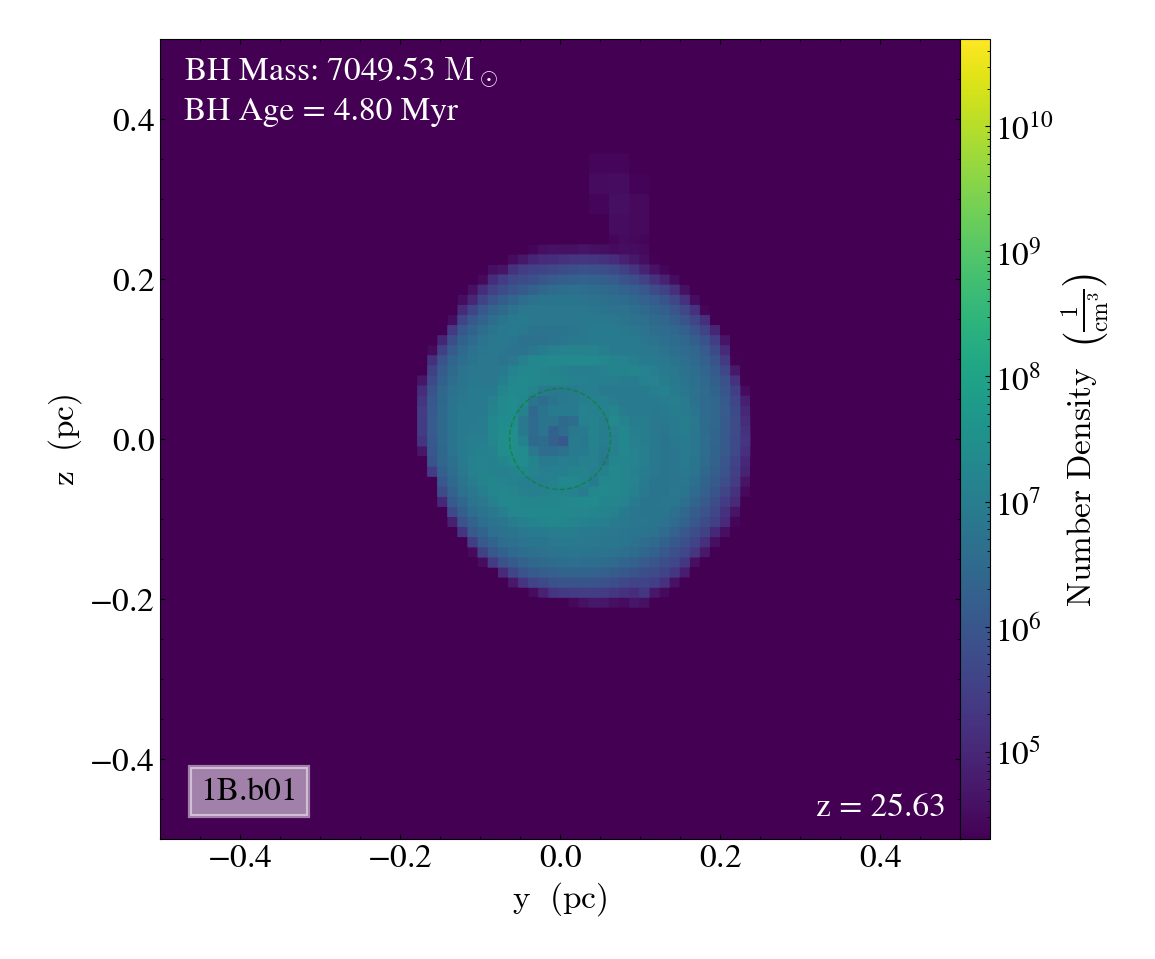 BH Mass: 7049.53 M⊙
BH Age = 4.80 Myr
0.4
0.2
0.0
−0.2
−0.4
z (pc)
1B.b01
z = 25.63
−0.4 −0.2 0.0 0.2 0.4
y (pc)
10¹⁰
10⁹
10⁸
10⁷
10⁶
10⁵
Number Density (1/cm³)